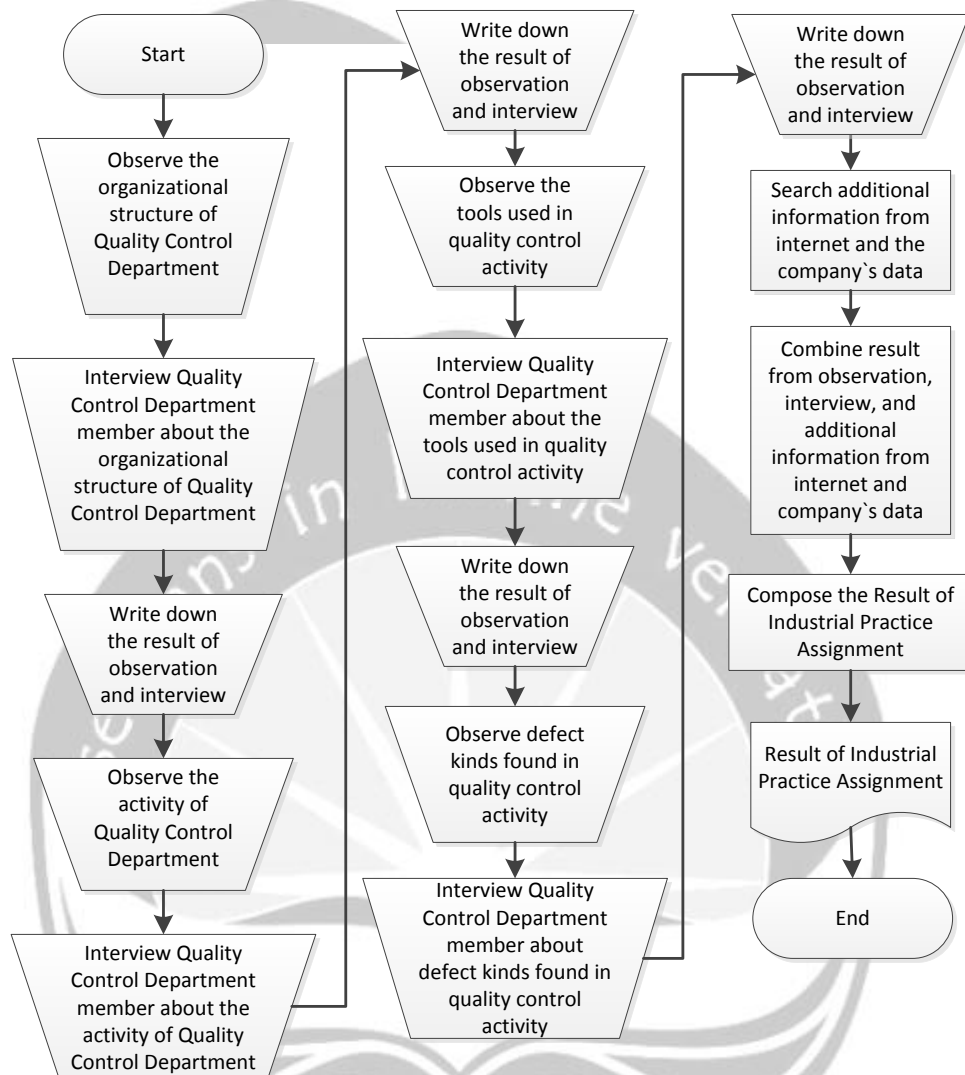 Start
Observe the
organizational
structure of
Quality Control
Department
Interview Quality
Control Department
member about the
organizational
structure of Quality
Control Department
Write down
the result of
observation
and interview
Observe the
activity of
Quality Control
Department
Interview Quality
Control Department
member about the
activity of Quality
Control Department
Write down
the result of
observation
and interview
Observe the
tools used in
quality control
activity
Interview Quality
Control Department
member about the
tools used in quality
control activity
Write down
the result of
observation
and interview
Observe defect
kinds found in
quality control
activity
Interview Quality
Control Department
member about
defect kinds found in
quality control
activity
Write down
the result of
observation
and interview
Search additional
information from
internet and the
company`s data
Combine result
from observation,
interview, and
additional
information from
internet and
company`s data
Compose the Result of
Industrial Practice
Assignment
Result of Industrial
Practice Assignment
End
in